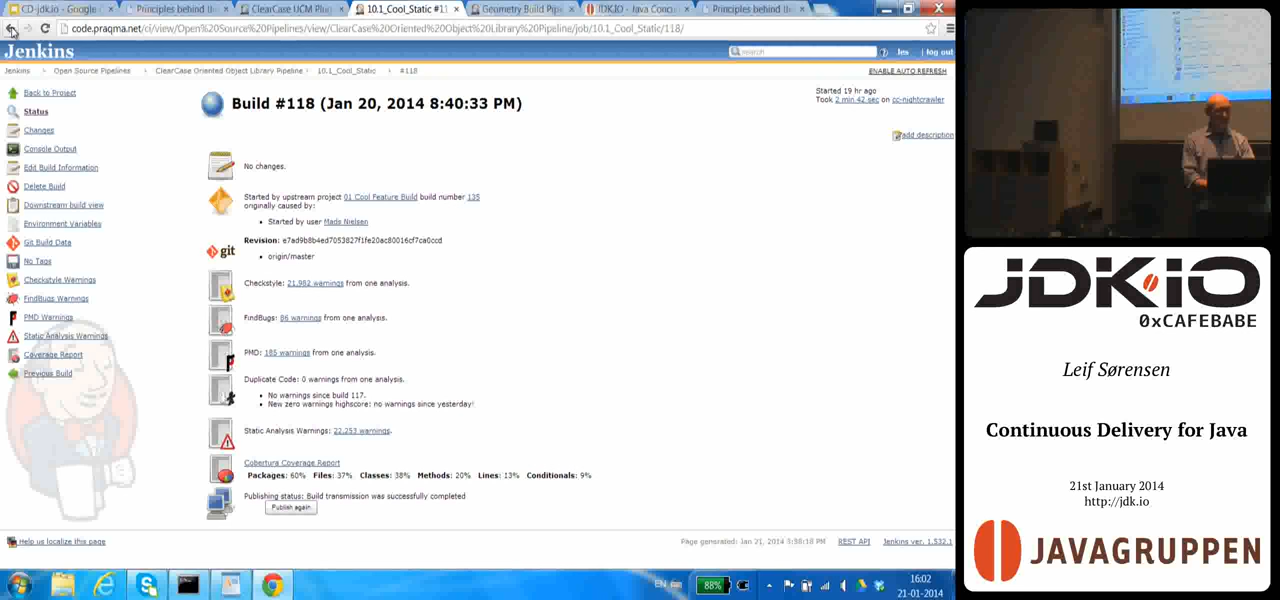 CD-jdkio - Google
Principles behind th
ClearCase UCM Plug
10.1_Cool_Static #11
Geometry Build Pipe
JDK.IO - Java Conc
Principles behind t
code.praqma.net/ci/view/Open%20Source%20Pipelines/view/ClearCase%20Oriented%20Object%20Library%20Pipeline/job/10.1_Cool_Static/118/
Jenkins
search
les
log out
Jenkins
Open Source Pipelines
ClearCase Oriented Object Library Pipeline
10.1_Cool_Static
#118
ENABLE AUTO REFRESH
Back to Project
Status
Changes
Console Output
Edit Build Information
Delete Build
Downstream build view
Environment Variables
Git Build Data
No Tags
Checkstyle Warnings
FindBugs Warnings
PMD Warnings
Static Analysis Warnings
Coverage Report
Previous Build
Build #118 (Jan 20, 2014 8:40:33 PM)
Started 19 hr ago
Took 2 min 42 sec on cc-nightcrawler
add description
No changes.
Started by upstream project 01 Cool Feature Build build number 135
originally caused by:
Started by user Mads Nielsen
git
Revision: e7ad9b8b4ed7053827f1fe20ac80016cf7ca0ccd
origin/master
Checkstyle: 21,982 warnings from one analysis.
FindBugs: 86 warnings from one analysis.
PMD: 185 warnings from one analysis.
Duplicate Code: 0 warnings from one analysis.
No warnings since build 117.
New zero warnings highscore: no warnings since yesterday!
Static Analysis Warnings: 22,253 warnings.
Cobertura Coverage Report
Packages: 60% Files: 37% Classes: 38% Methods: 20% Lines: 13% Conditionals: 9%
Publishing status: Build transmission was successfully completed
Publish again
Help us localize this page
Page generated: Jan 21, 2014 3:58:18 PM
REST API
Jenkins ver. 1.532.1
EN
88%
16:02
21-01-2014
JDK.IO
0xCAFEBABE
Leif Sørensen
Continuous Delivery for Java
21st January 2014
http://jdk.io
JAVAGRUPPEN